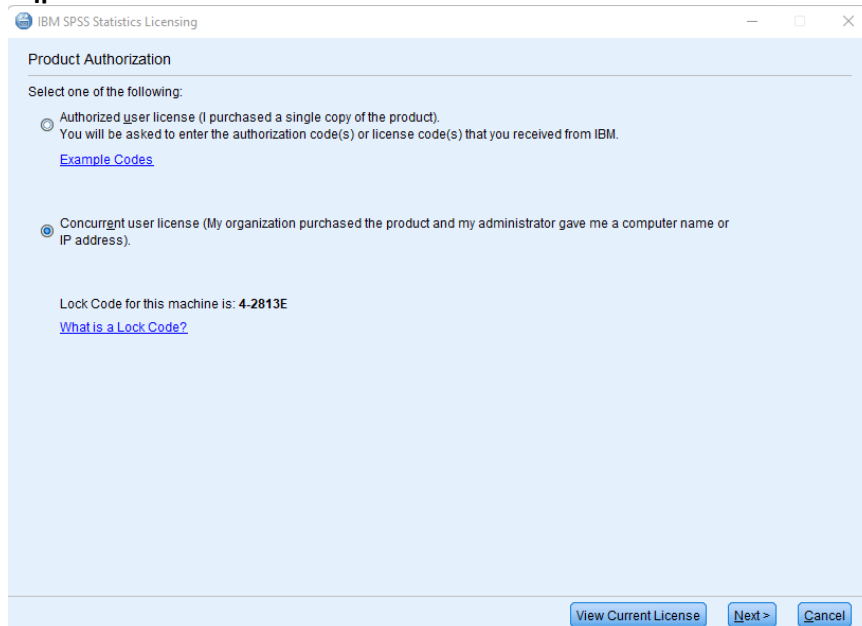 IBM SPSS Statistics Licensing
Product Authorization
Select one of the following:
Authorized user license (I purchased a single copy of the product).
You will be asked to enter the authorization code(s) or license code(s) that you received from IBM.
Example Codes
Concurrent user license (My organization purchased the product and my administrator gave me a computer name or
IP address).
Lock Code for this machine is: 4-2813E
What is a Lock Code?
View Current License Next > Cancel